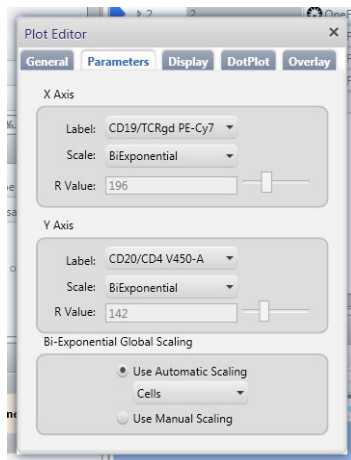 Plot Editor
General Parameters Display DotPlot Overlay
X Axis
Label: CD19/TCRgd PE-Cy7
Scale: BiExponential
R Value: 196
Y Axis
Label: CD20/CD4 V450-A
Scale: BiExponential
R Value: 142
Bi-Exponential Global Scaling
Use Automatic Scaling
Cells
Use Manual Scaling